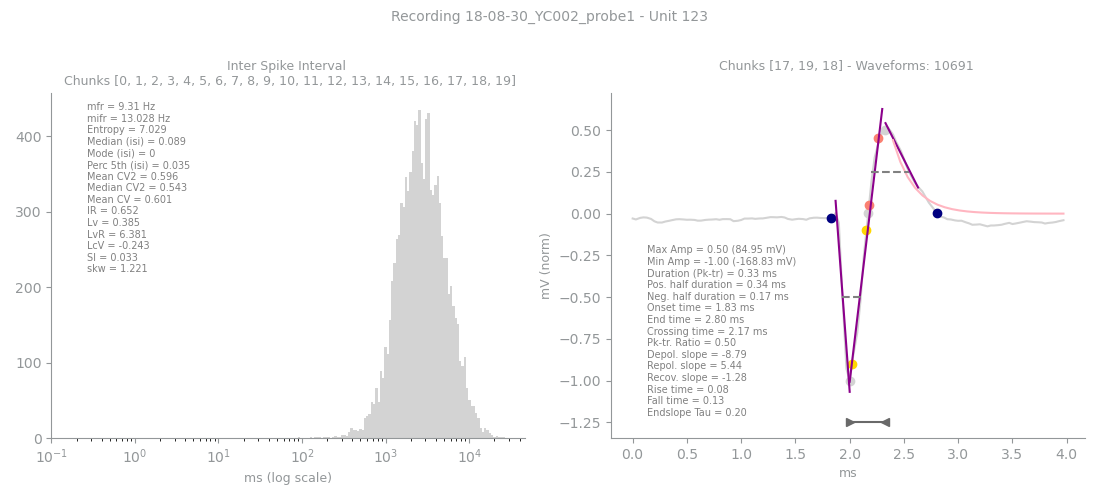 Recording 18-08-30_YC002_probe1 - Unit 123
Inter Spike Interval
Chunks [0, 1, 2, 3, 4, 5, 6, 7, 8, 9, 10, 11, 12, 13, 14, 15, 16, 17, 18, 19]
mfr = 9.31 Hz
mifr = 13.028 Hz
Entropy = 7.029
Median (isi) = 0.089
Mode (isi) = 0
Perc 5th (isi) = 0.035
Mean CV2 = 0.596
Median CV2 = 0.543
Mean CV = 0.601
IR = 0.652
Lv = 0.385
LvR = 6.381
LcV = -0.243
SI = 0.033
skw = 1.221
400
300
200
100
0
10⁻¹ 10⁰ 10¹ 10² 10³ 10⁴
ms (log scale)
Chunks [17, 19, 18] - Waveforms: 10691
mV (norm)
0.50
0.25
0.00
−0.25
−0.50
−0.75
−1.00
−1.25
Max Amp = 0.50 (84.95 mV)
Min Amp = -1.00 (-168.83 mV)
Duration (Pk-tr) = 0.33 ms
Pos. half duration = 0.34 ms
Neg. half duration = 0.17 ms
Onset time = 1.83 ms
End time = 2.80 ms
Crossing time = 2.17 ms
Pk-tr. Ratio = 0.50
Depol. slope = -8.79
Repol. slope = 5.44
Recov. slope = -1.28
Rise time = 0.08
Fall time = 0.13
Endslope Tau = 0.20
0.0 0.5 1.0 1.5 2.0 2.5 3.0 3.5 4.0
ms